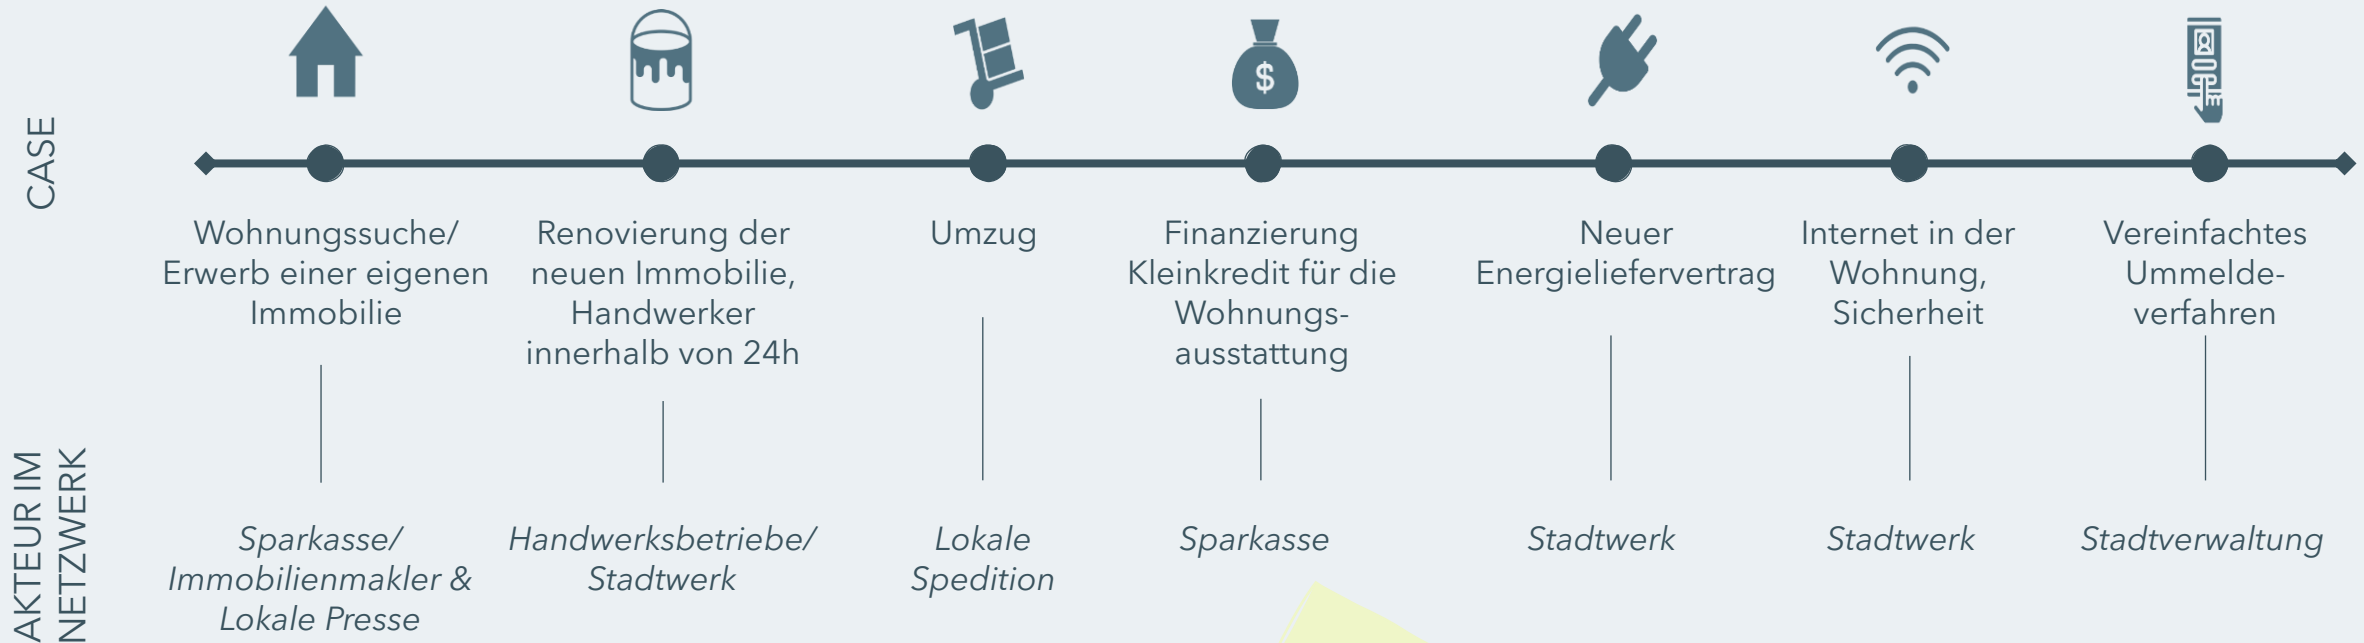 CASE
$
Wohnungssuche/
Erwerb einer eigenen
Immobilie
Renovierung der
neuen Immobilie,
Handwerker
innerhalb von 24h
Umzug
Finanzierung
Kleinkredit für die
Wohnungs-
ausstattung
Neuer
Energieliefervertrag
Internet in der
Wohnung,
Sicherheit
Vereinfachtes
Ummelde-
verfahren
AKTEUR IM
NETZWERK
Sparkasse/
Immobilienmakler &
Lokale Presse
Handwerksbetriebe/
Stadtwerk
Lokale
Spedition
Sparkasse
Stadtwerk
Stadtwerk
Stadtverwaltung